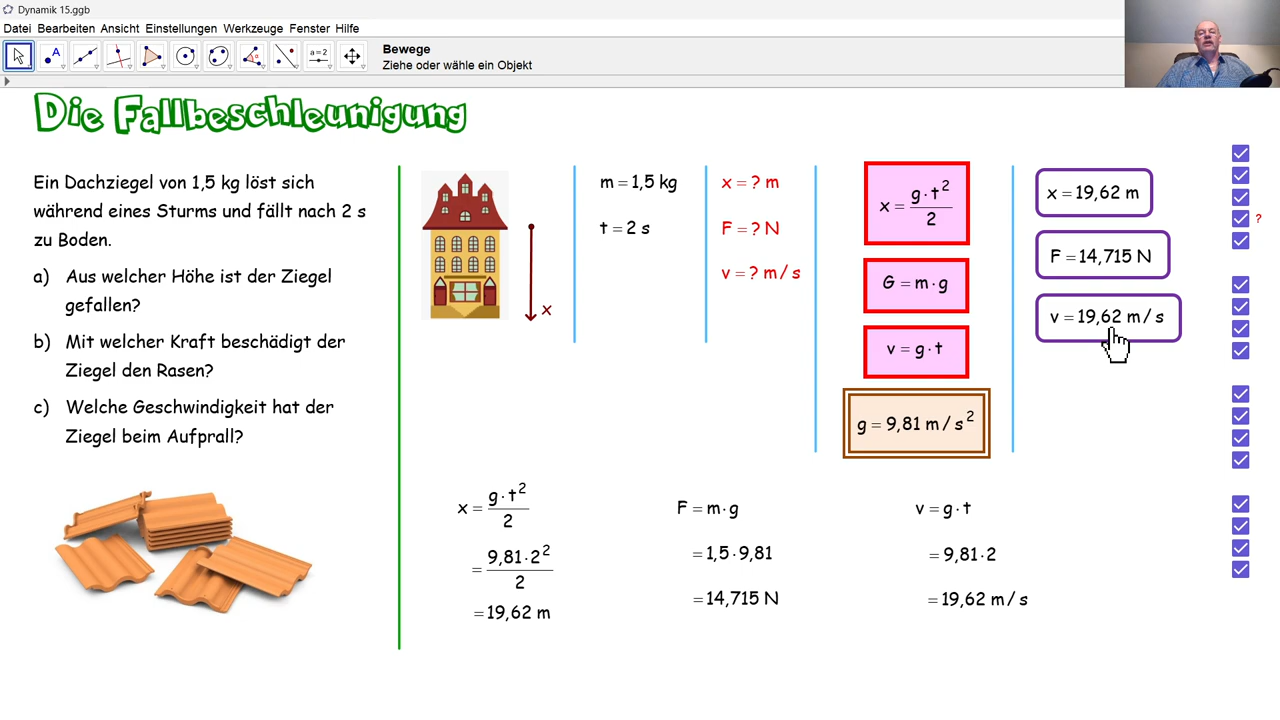 Dynamik 15.ggb
Datei Bearbeiten Ansicht Einstellungen Werkzeuge Fenster Hilfe
A
a=2
Bewege
Ziehe oder wähle ein Objekt
Die Fallbeschleunigung
Ein Dachziegel von 1,5 kg löst sich
während eines Sturms und fällt nach 2 s
zu Boden.
a) Aus welcher Höhe ist der Ziegel
gefallen?
b) Mit welcher Kraft beschädigt der
Ziegel den Rasen?
c) Welche Geschwindigkeit hat der
Ziegel beim Aufprall?
x
m = 1,5 kg
t = 2 s
x = ? m
F = ? N
v = ? m / s
x = g · t² / 2
G = m · g
v = g · t
g = 9,81 m / s²
x = 19,62 m
F = 14,715 N
v = 19,62 m / s
?
x = g · t² / 2
= 9,81 · 2² / 2
= 19,62 m
F = m · g
= 1,5 · 9,81
= 14,715 N
v = g · t
= 9,81 · 2
= 19,62 m / s